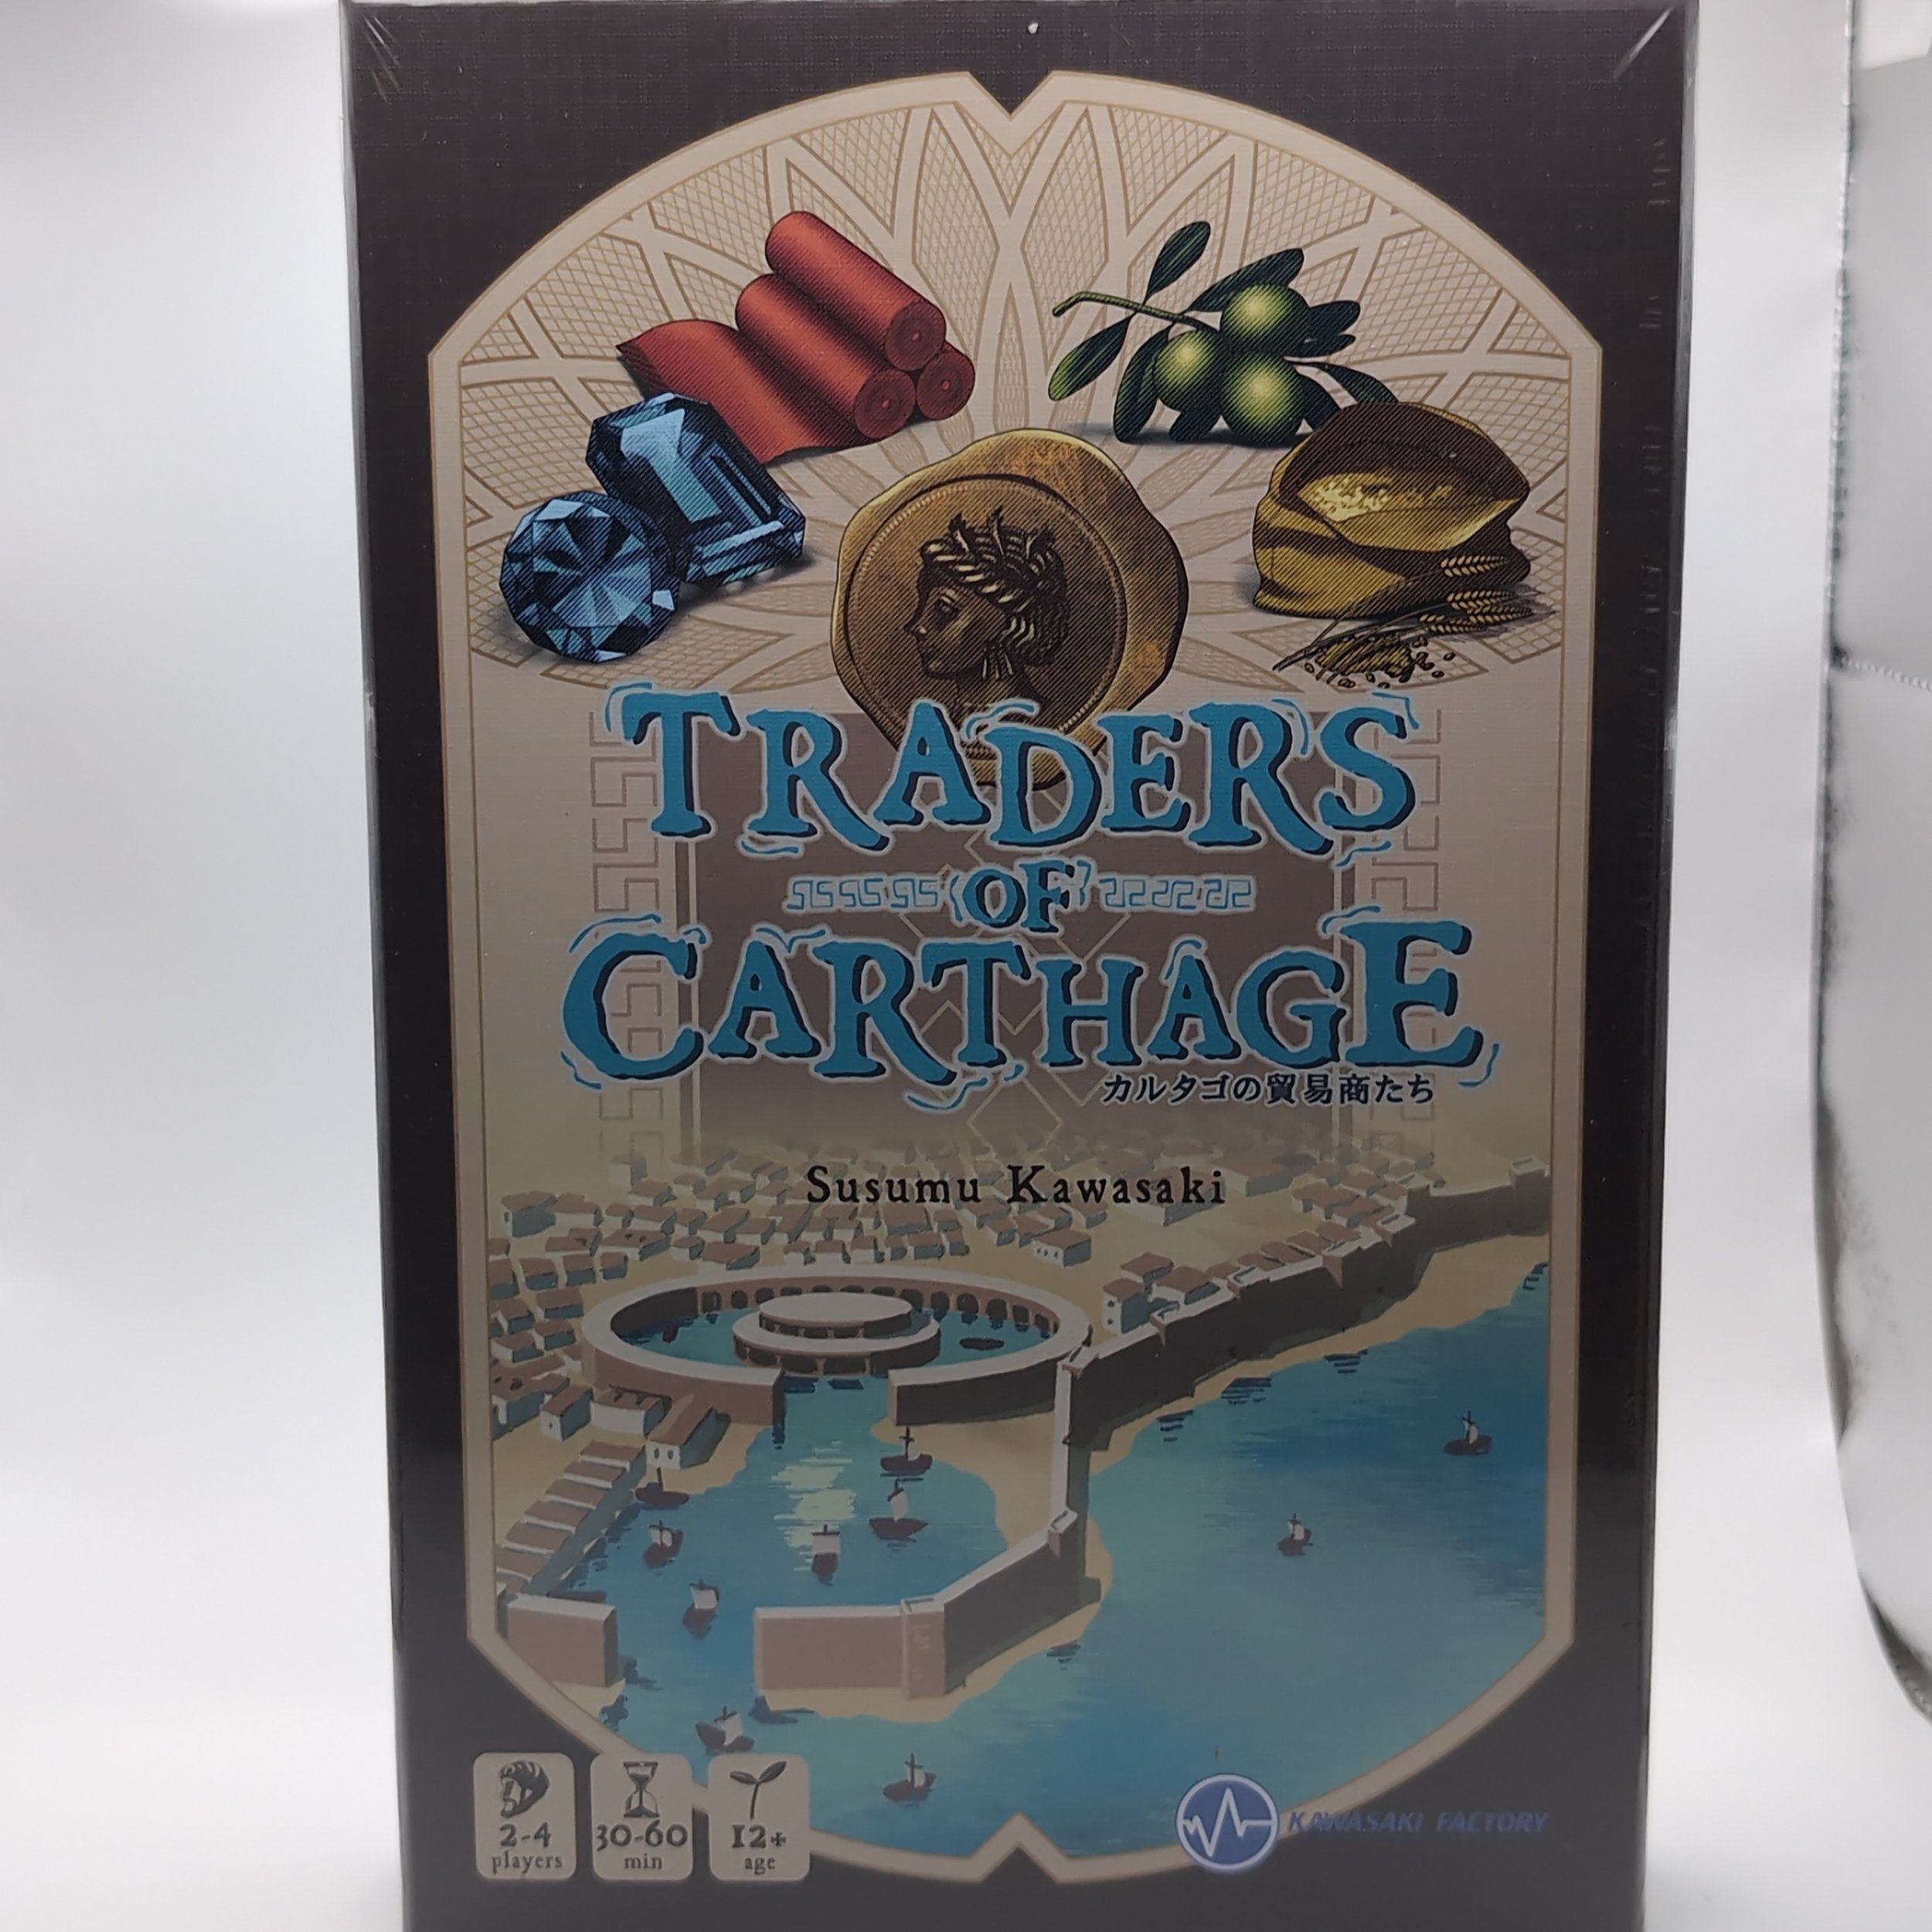 TRADERS
OF
CARTHAGE
カルタゴの貿易商たち
Susumu Kawasaki
2-4
players
30-60
min
12+
age
KAWASAKI FACTORY